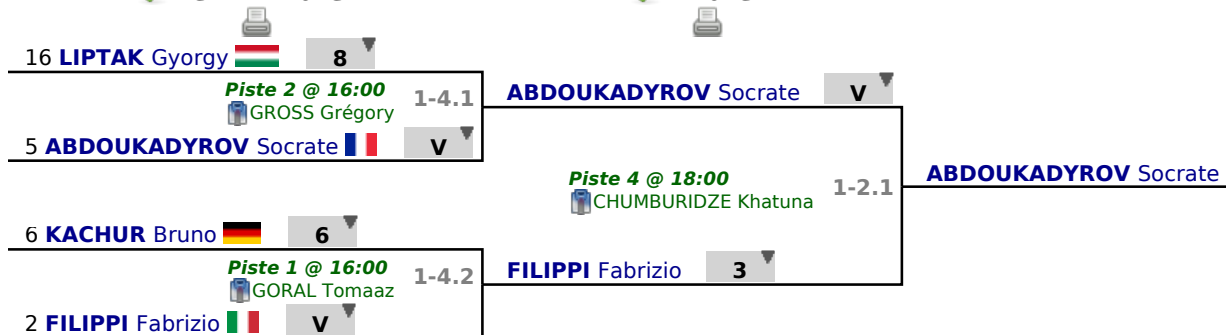 16 LIPTAK Gyorgy 8
Piste 2 @ 16:00
GROSS Grégory
1-4.1
5 ABDOUKADYROV Socrate V
ABDOUKADYROV Socrate V
Piste 4 @ 18:00
CHUMBURIDZE Khatuna
1-2.1
ABDOUKADYROV Socrate
6 KACHUR Bruno 6
Piste 1 @ 16:00
GORAL Tomaaz
1-4.2
FILIPPI Fabrizio 3
2 FILIPPI Fabrizio V